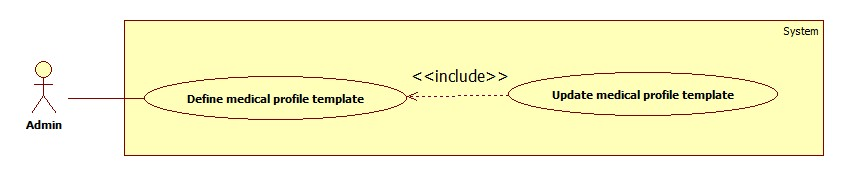 System
<<include>>
Define medical profile template
Update medical profile template
Admin